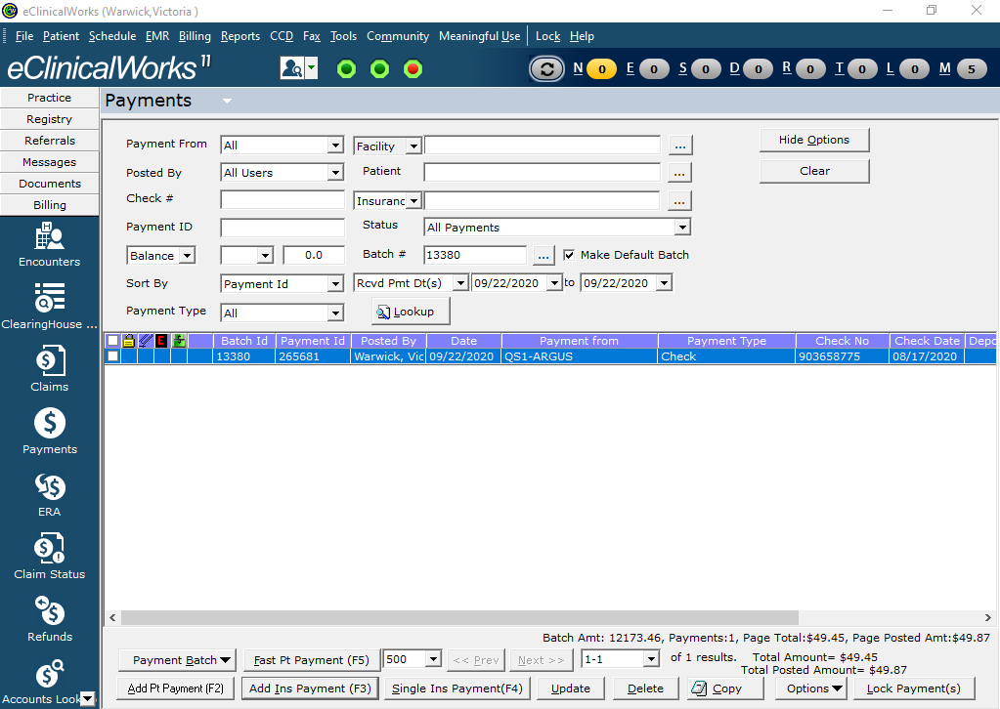 eClinicalWorks (Warwick,Victoria )
File Patient Schedule EMR Billing Reports CCD Fax Tools Community Meaningful Use Lock Help
eClinicalWorks 11 N 0 E 0 S 0 D 0 R 0 T 0 L 0 M 5
Practice
Registry
Referrals
Messages
Documents
Billing
Encounters
ClearingHouse ...
Claims
Payments
ERA
Claim Status
Refunds
Accounts Look
Payments
Payment From All Facility ... Hide Options
Posted By All Users Patient ... Clear
Check # Insuranc ...
Payment ID Status All Payments
Balance 0.0 Batch # 13380 ... Make Default Batch
Sort By Payment Id Rcvd Pmt Dt(s) 09/22/2020 to 09/22/2020
Payment Type All Lookup
E Batch Id Payment Id Posted By Date Payment from Payment Type Check No Check Date Depo
13380 265681 Warwick, Vic 09/22/2020 QS1-ARGUS Check 903658775 08/17/2020
Batch Amt: 12173.46, Payments:1, Page Total:$49.45, Page Posted Amt:$49.87
Payment Batch Fast Pt Payment (F5) 500 << Prev Next >> 1-1 of 1 results. Total Amount= $49.45
Total Posted Amount= $49.87
Add Pt Payment (F2) Add Ins Payment (F3) Single Ins Payment(F4) Update Delete Copy Options Lock Payment(s)